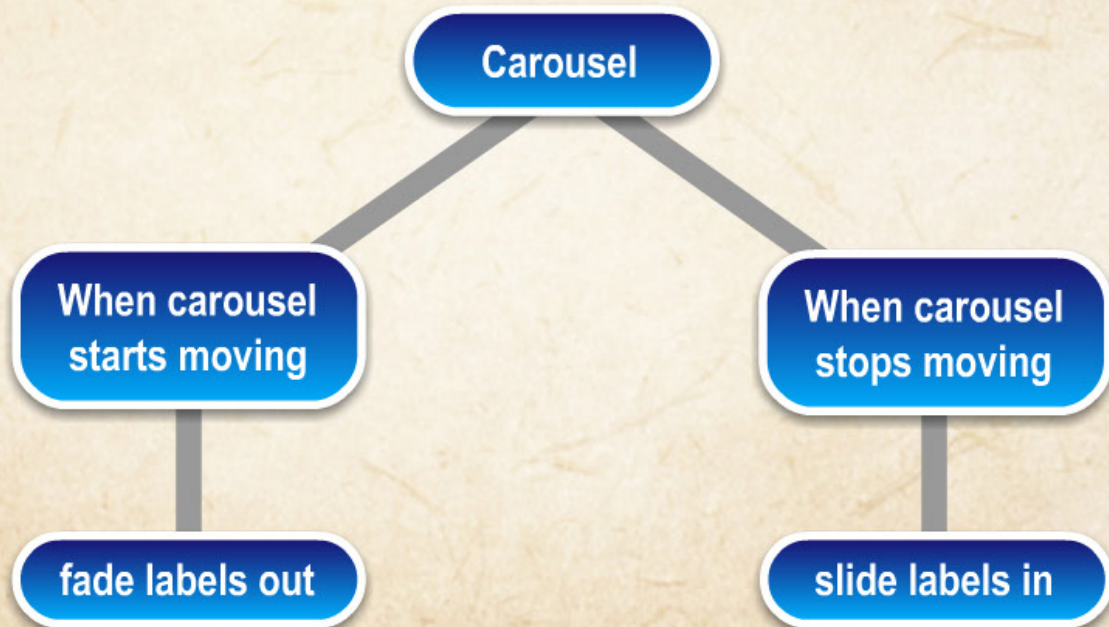 Carousel
When carousel
starts moving
When carousel
stops moving
fade labels out
slide labels in